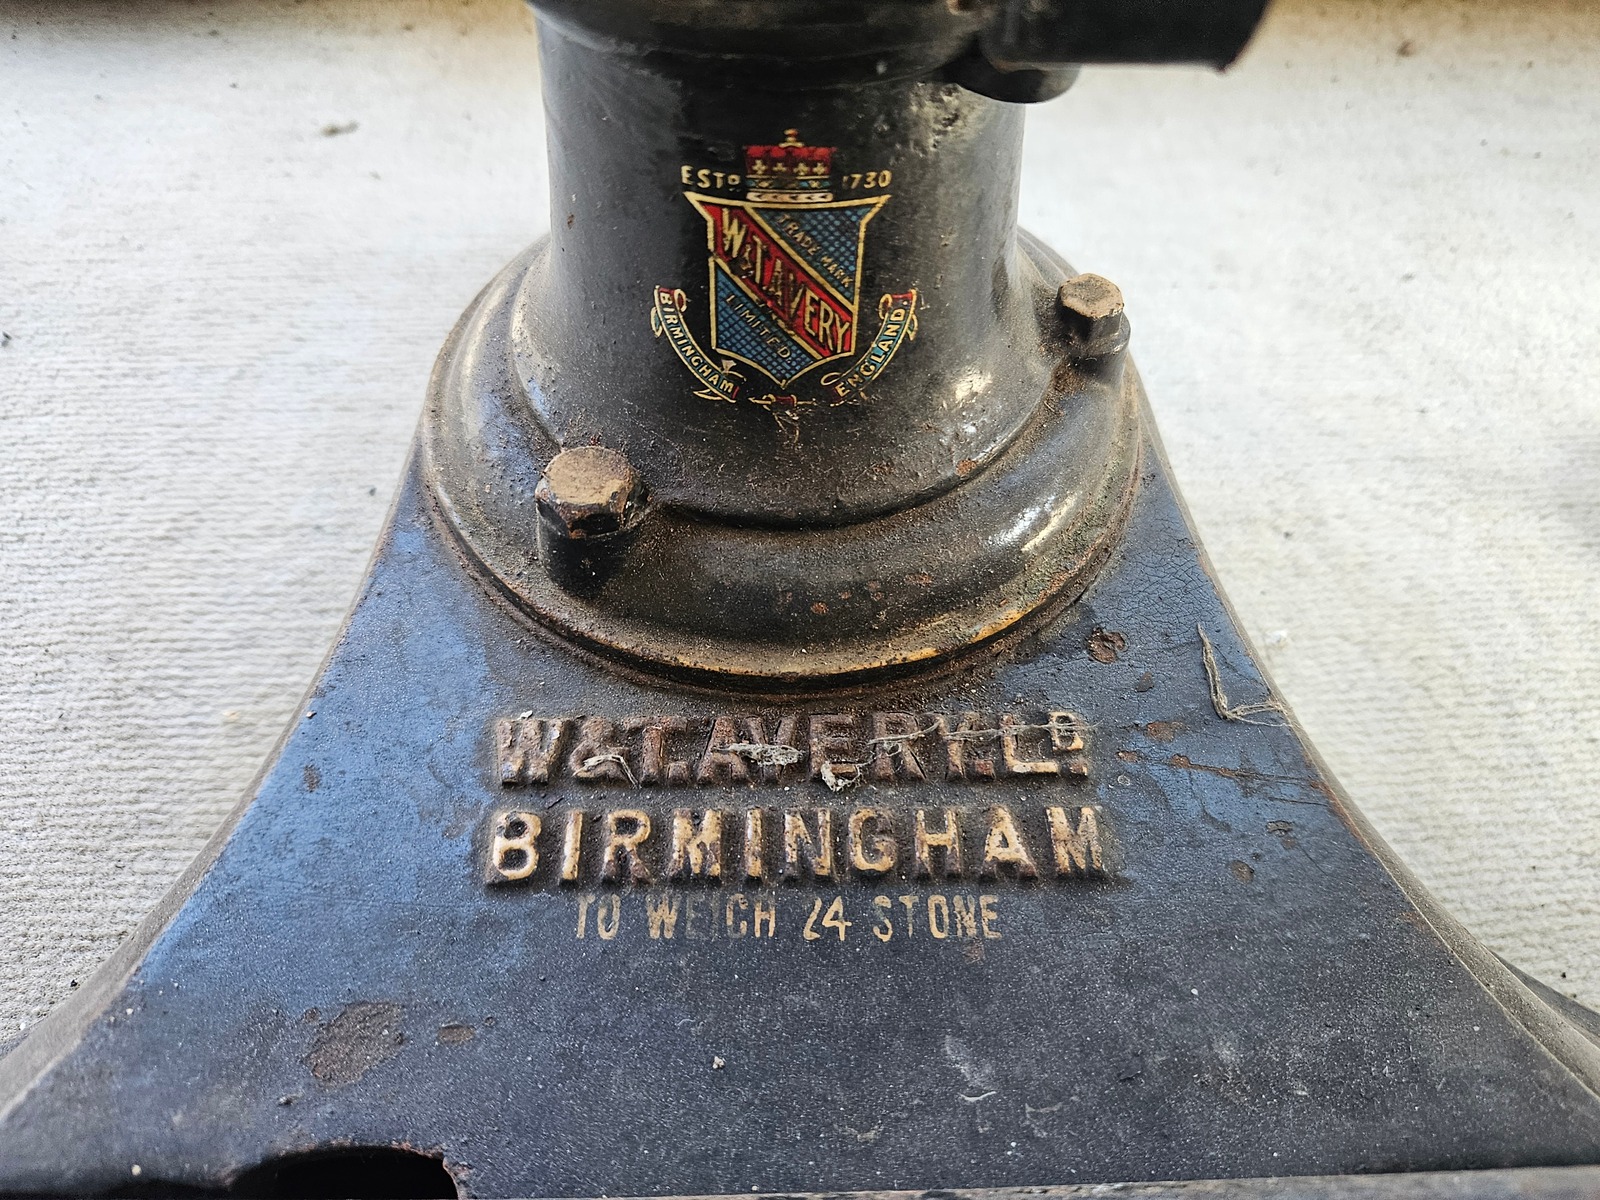 ESTD 1730
TRADE MARK
W&T AVERY
LIMITED
BIRMINGHAM ENGLAND.
W&T.AVERY.LD
BIRMINGHAM
TO WEIGH 24 STONE